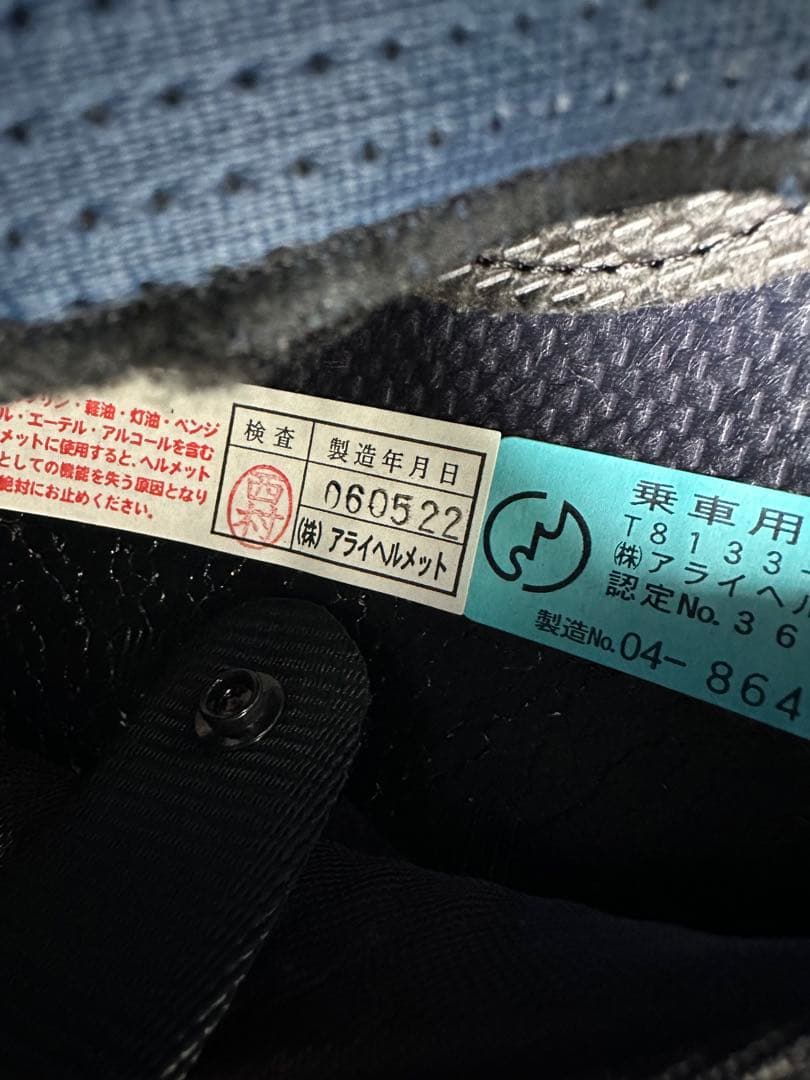 軽油・灯油・ベンジ
ル・エーテル・アルコールを含む
メットに使用すると、ヘルメット
としての機能を失う原因となり
絶対にお止めください。
検査
製造年月日
西村
060522
(株) アライヘルメット
乗車用
T8133
(株)アライヘル
認定No.36
製造No.04-864